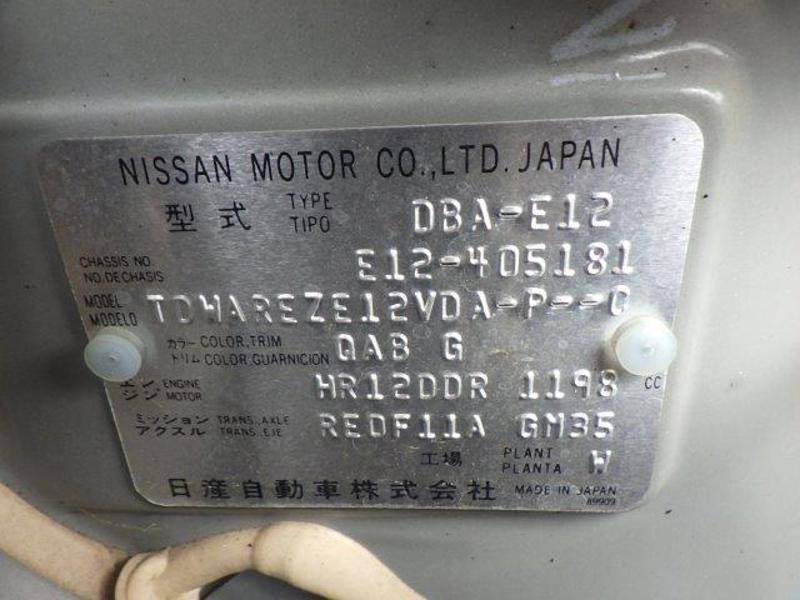 NISSAN MOTOR CO.,LTD. JAPAN
型式 TYPE TIPO DBA-E12
CHASSIS NO. NO.DE CHASIS E12-405181
MODEL MODELO TDWAREZE12VDA-P--C
カラー COLOR,TRIM トリム COLOR,GUARNICION QAB G
エンジン ENGINE MOTOR HR12DDR 1198 CC
ミッション TRANS.,AXLE アクスル TRANS.,EJE RE0F11A GM35
工場 PLANT PLANTA W
日産自動車株式会社 MADE IN JAPAN
89909